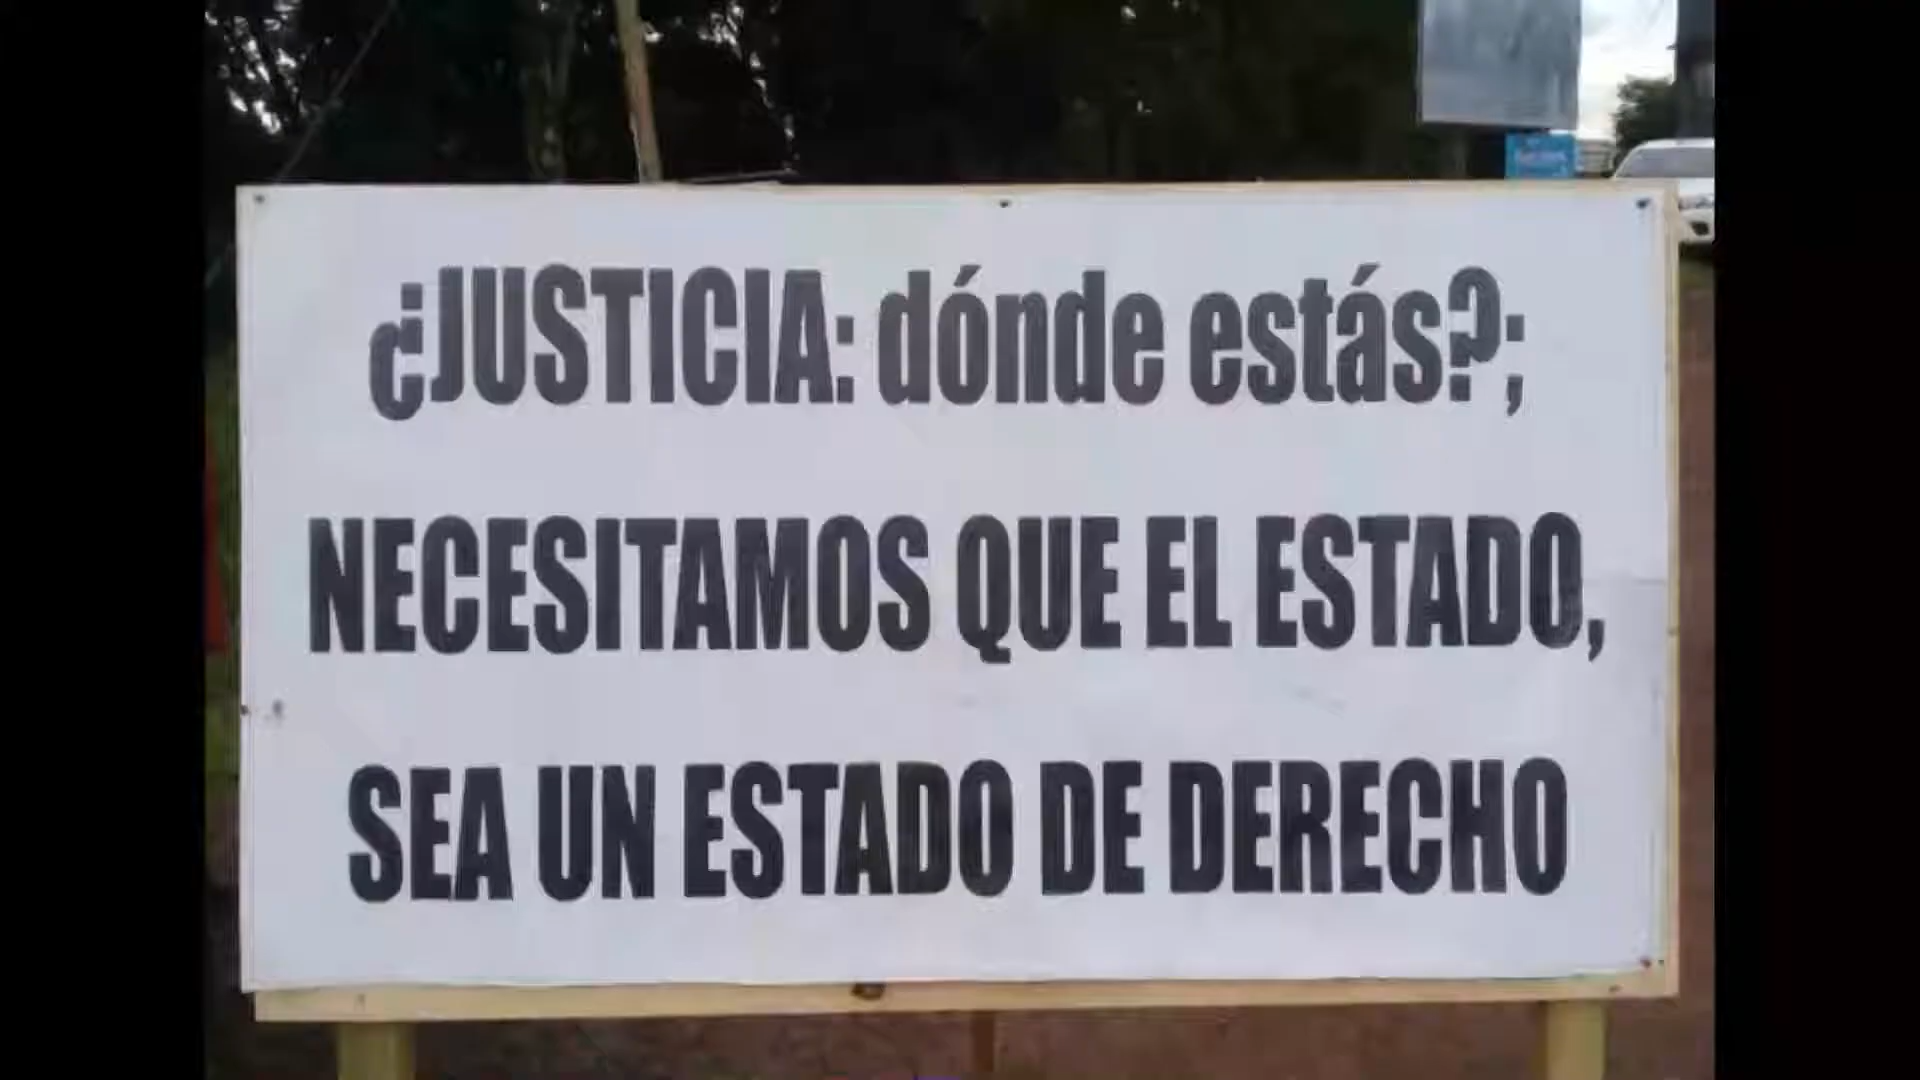 ¿JUSTICIA: dónde estás?;
NECESITAMOS QUE EL ESTADO,
SEA UN ESTADO DE DERECHO